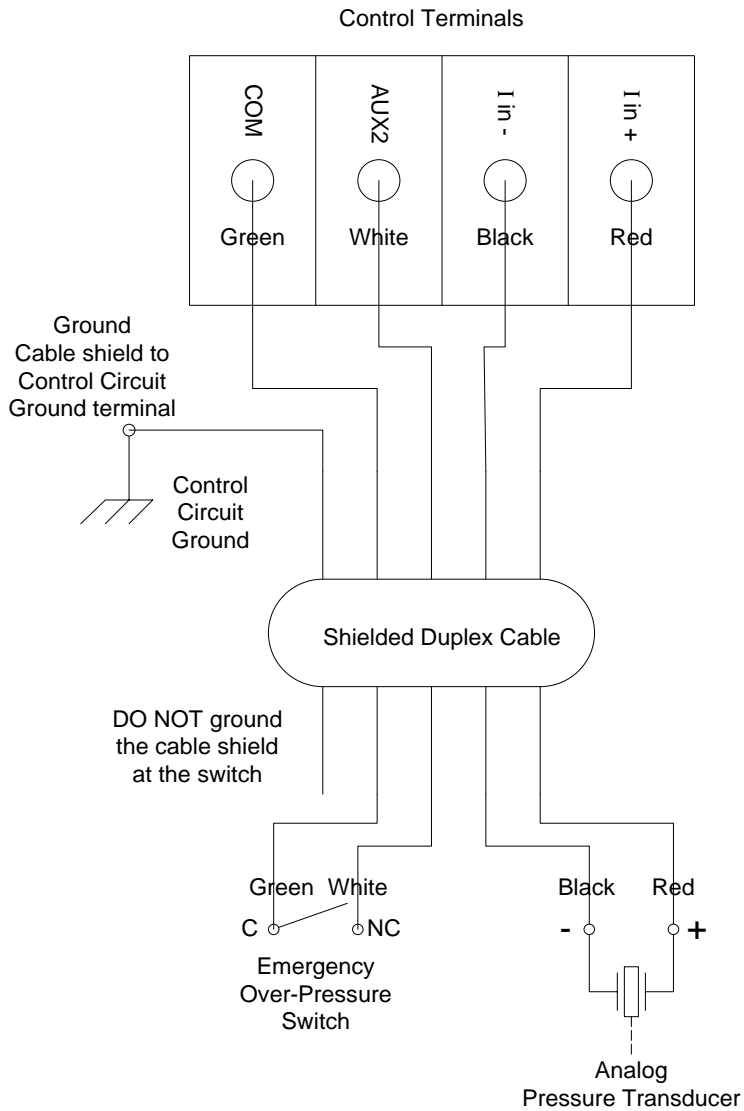 Control Terminals
COM
AUX2
I in -
I in +
Green
White
Black
Red
Ground
Cable shield to
Control Circuit
Ground terminal
Control
Circuit
Ground
Shielded Duplex Cable
DO NOT ground
the cable shield
at the switch
Green White
Black Red
C
NC
-
+
Emergency
Over-Pressure
Switch
Analog
Pressure Transducer